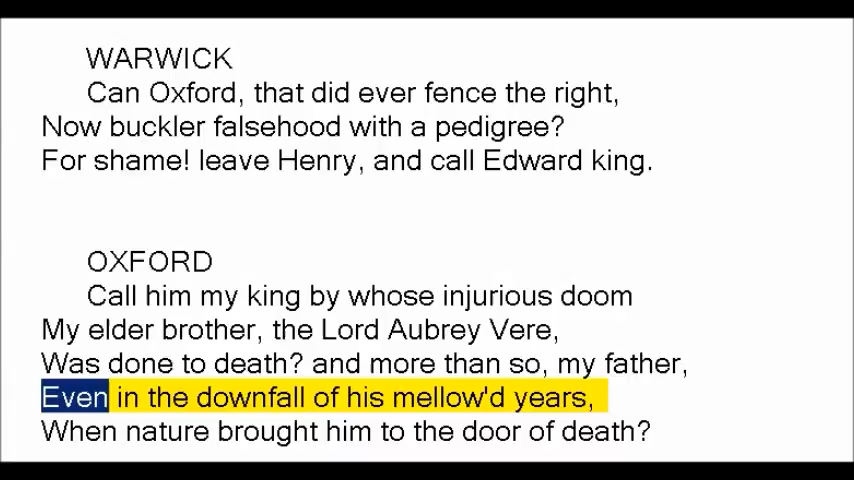 WARWICK
Can Oxford, that did ever fence the right,
Now buckler falsehood with a pedigree?
For shame! leave Henry, and call Edward king.
OXFORD
Call him my king by whose injurious doom
My elder brother, the Lord Aubrey Vere,
Was done to death? and more than so, my father,
Even in the downfall of his mellow'd years,
When nature brought him to the door of death?